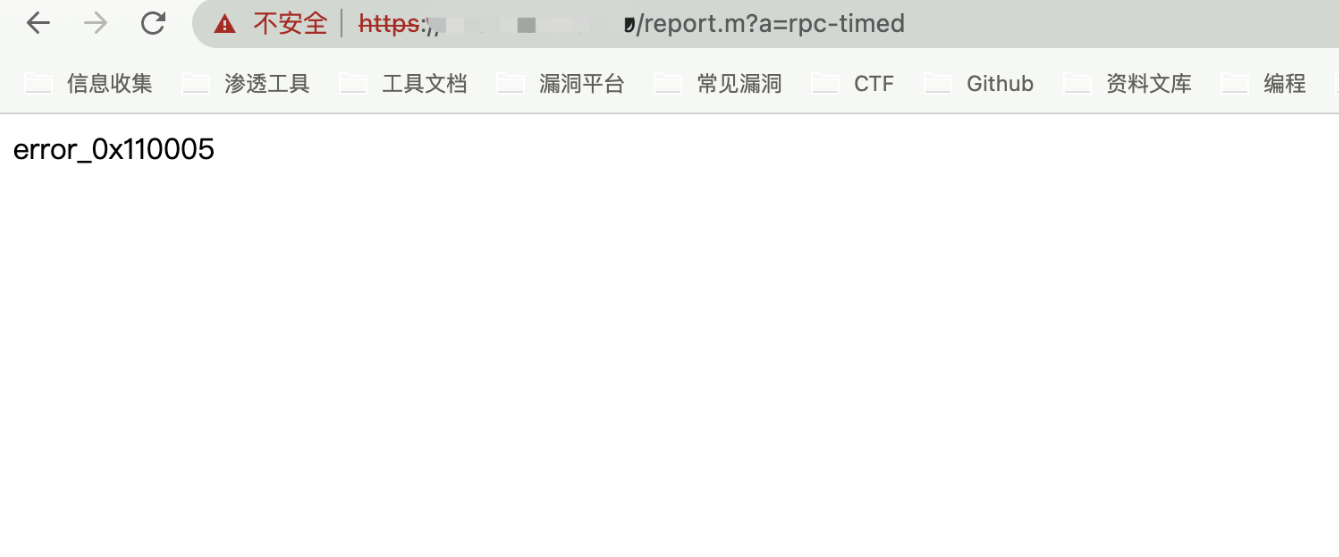 不安全 https:// /report.m?a=rpc-timed
信息收集 渗透工具 工具文档 漏洞平台 常见漏洞 CTF Github 资料文库 编程
error_0x110005